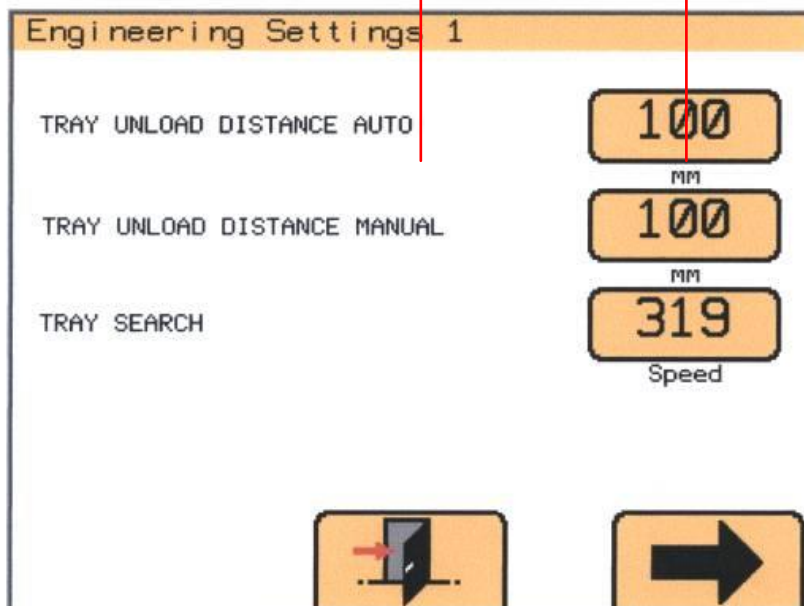 Engineering Settings 1
TRAY UNLOAD DISTANCE AUTO 100
MM
TRAY UNLOAD DISTANCE MANUAL 100
MM
TRAY SEARCH 319
Speed